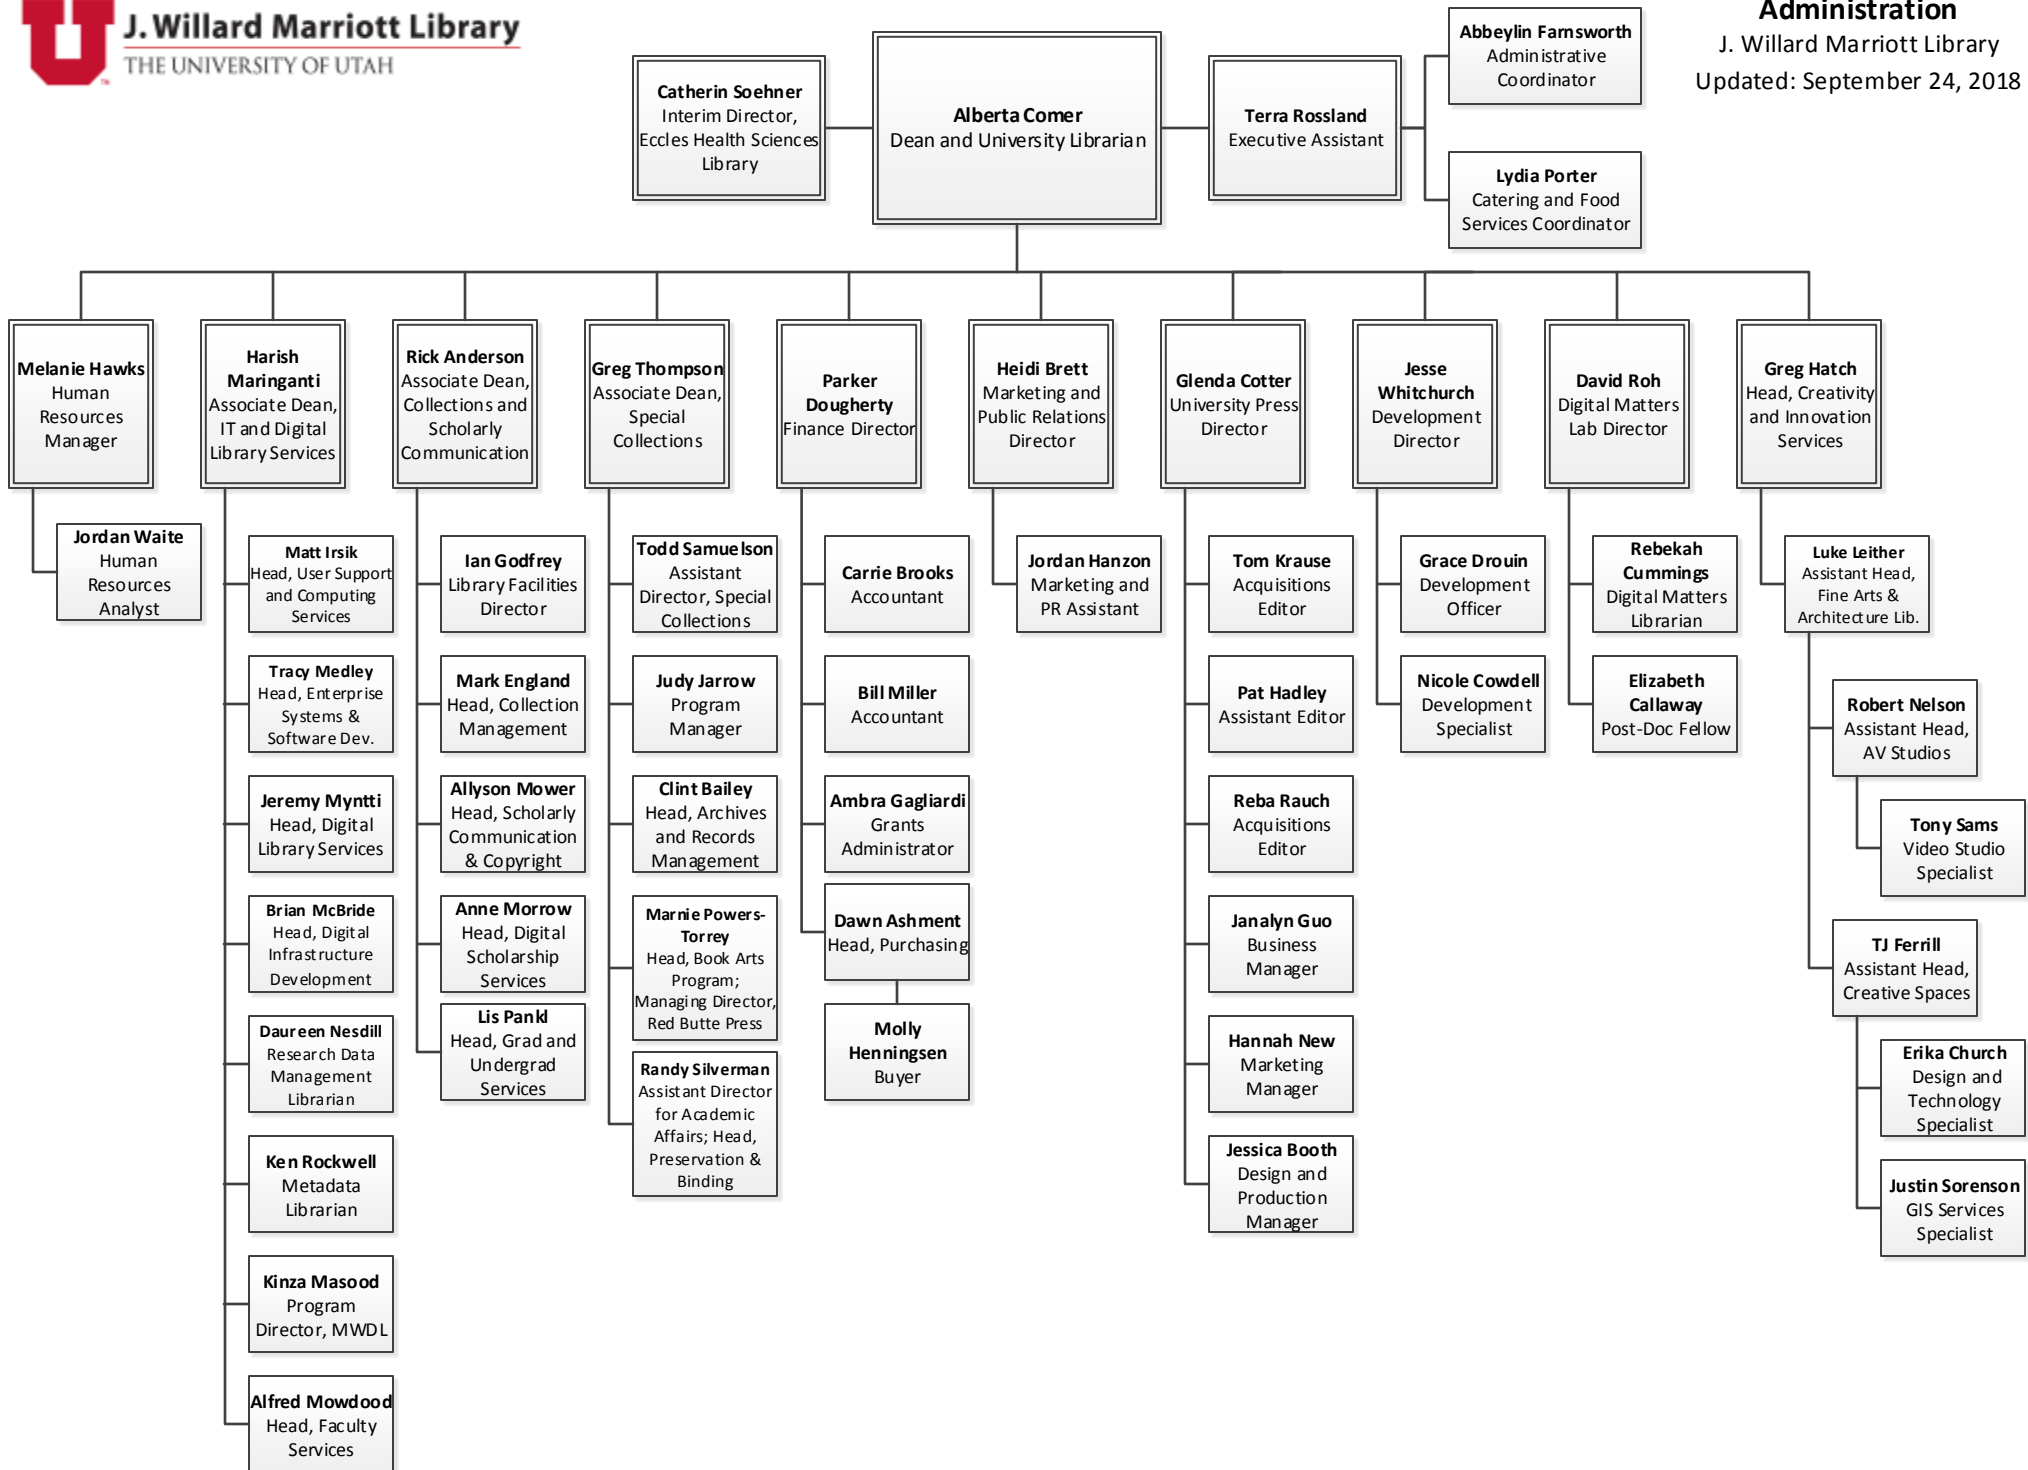 J. Willard Marriott Library
THE UNIVERSITY OF UTAH
Administration
J. Willard Marriott Library
Updated: September 24, 2018
Catherin Soehner
Interim Director,
Eccles Health Sciences
Library
Alberta Comer
Dean and University Librarian
Terra Rossland
Executive Assistant
Abbeylin Farnsworth
Administrative
Coordinator
Lydia Porter
Catering and Food
Services Coordinator
Melanie Hawks
Human
Resources
Manager
Jordan Waite
Human
Resources
Analyst
Harish
Maringanti
Associate Dean,
IT and Digital
Library Services
Matt Irsik
Head, User Support
and Computing
Services
Tracy Medley
Head, Enterprise
Systems &
Software Dev.
Jeremy Myntti
Head, Digital
Library Services
Brian McBride
Head, Digital
Infrastructure
Development
Daureen Nesdill
Research Data
Management
Librarian
Ken Rockwell
Metadata
Librarian
Kinza Masood
Program
Director, MWDL
Alfred Mowdood
Head, Faculty
Services
Rick Anderson
Associate Dean,
Collections and
Scholarly
Communication
Ian Godfrey
Library Facilities
Director
Mark England
Head, Collection
Management
Allyson Mower
Head, Scholarly
Communication
& Copyright
Anne Morrow
Head, Digital
Scholarship
Services
Lis Pankl
Head, Grad and
Undergrad
Services
Greg Thompson
Associate Dean,
Special
Collections
Todd Samuelson
Assistant
Director, Special
Collections
Judy Jarrow
Program
Manager
Clint Bailey
Head, Archives
and Records
Management
Marnie Powers-
Torrey
Head, Book Arts
Program;
Managing Director,
Red Butte Press
Randy Silverman
Assistant Director
for Academic
Affairs; Head,
Preservation &
Binding
Parker
Dougherty
Finance Director
Carrie Brooks
Accountant
Bill Miller
Accountant
Ambra Gagliardi
Grants
Administrator
Dawn Ashment
Head, Purchasing
Molly
Henningsen
Buyer
Heidi Brett
Marketing and
Public Relations
Director
Jordan Hanzon
Marketing and
PR Assistant
Glenda Cotter
University Press
Director
Tom Krause
Acquisitions
Editor
Pat Hadley
Assistant Editor
Reba Rauch
Acquisitions
Editor
Janalyn Guo
Business
Manager
Hannah New
Marketing
Manager
Jessica Booth
Design and
Production
Manager
Jesse
Whitchurch
Development
Director
Grace Drouin
Development
Officer
Nicole Cowdell
Development
Specialist
David Roh
Digital Matters
Lab Director
Rebekah
Cummings
Digital Matters
Librarian
Elizabeth
Callaway
Post-Doc Fellow
Greg Hatch
Head, Creativity
and Innovation
Services
Luke Leither
Assistant Head,
Fine Arts &
Architecture Lib.
Robert Nelson
Assistant Head,
AV Studios
Tony Sams
Video Studio
Specialist
TJ Ferrill
Assistant Head,
Creative Spaces
Erika Church
Design and
Technology
Specialist
Justin Sorenson
GIS Services
Specialist